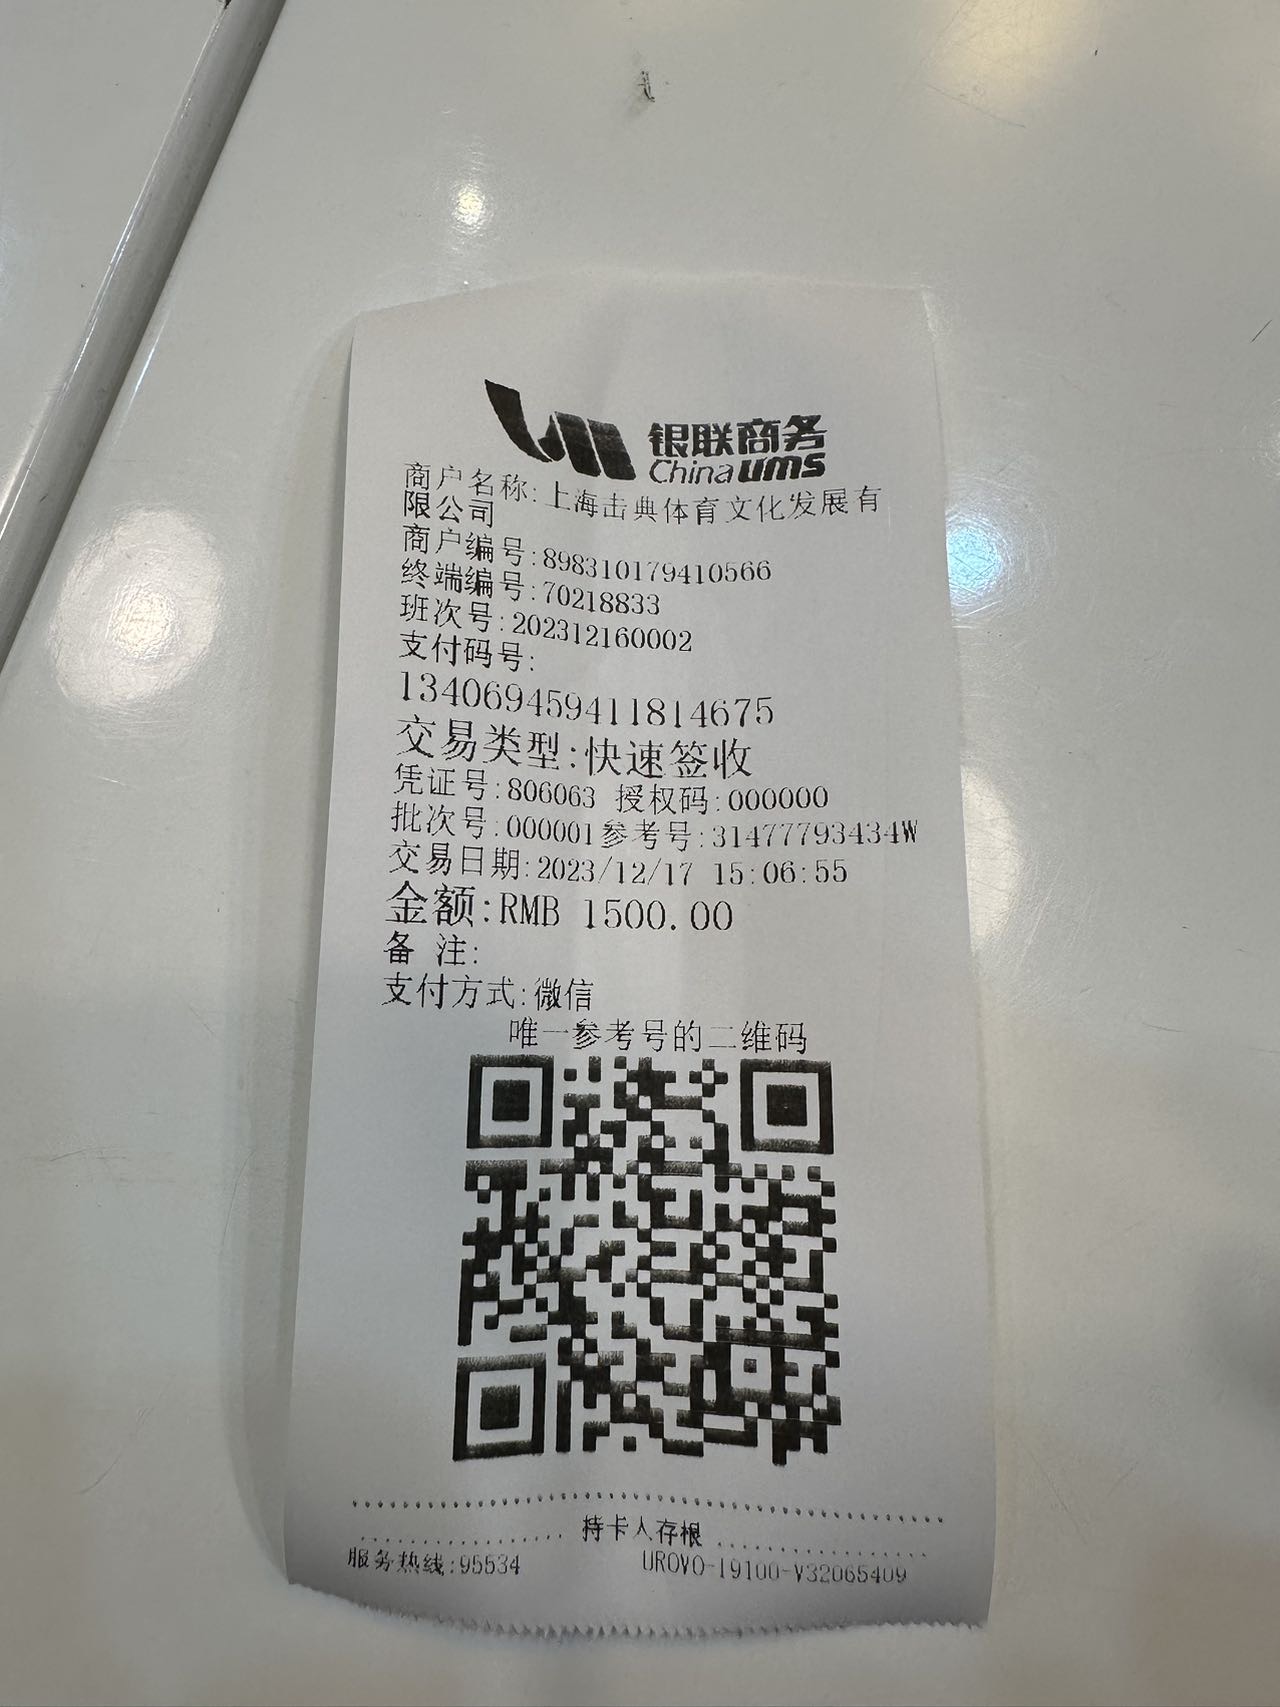 银联商务
China ums
商户名称:上海击典体育文化发展有
限公司
商户编号:898310179410566
终端编号:70218833
班次号:202312160002
支付码号:
134069459411814675
交易类型:快速签收
凭证号:806063 授权码:000000
批次号:000001参考号:31477793434W
交易日期:2023/12/17 15:06:55
金额:RMB 1500.00
备 注:
支付方式:微信
唯一参考号的二维码
持卡人存根
服务热线:95534 UROVO-I9100-V32065409